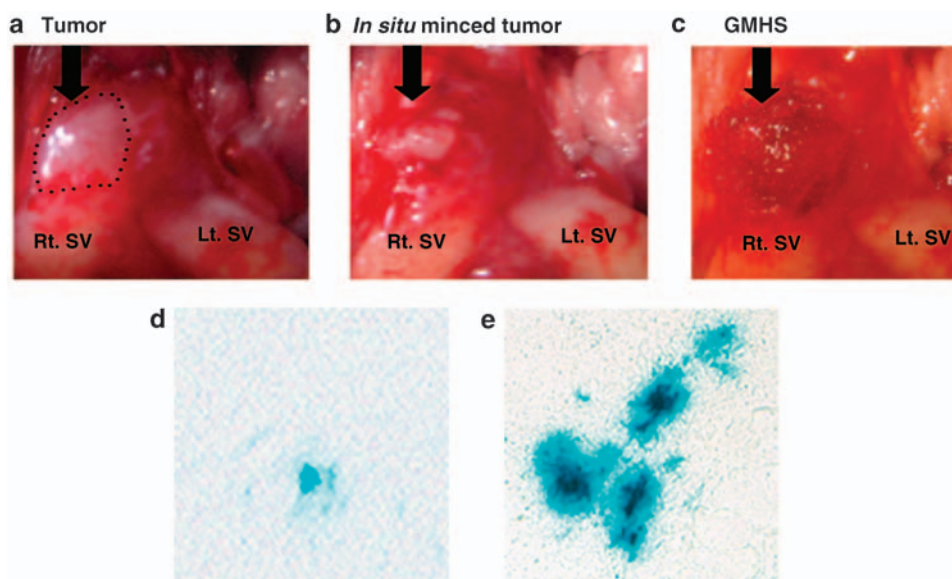 a Tumor
b In situ minced tumor
c GMHS
Rt. SV
Lt. SV
Rt. SV
Lt. SV
Rt. SV
Lt. SV
d
e